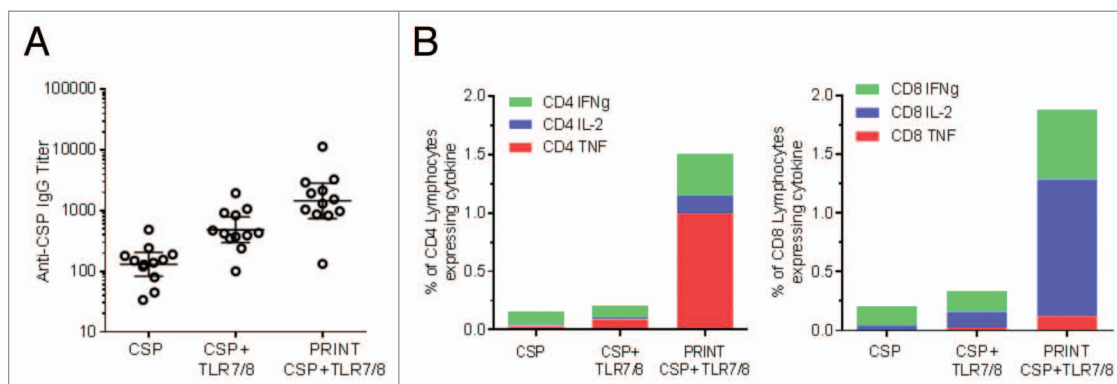 A
Anti-CSP IgG Titer
100000
10000
1000
100
10
CSP
CSP+
TLR7/8
PRINT
CSP+TLR7/8
B
% of CD4 Lymphocytes
expressing cytokine
2.0
1.5
1.0
0.5
0.0
CD4 IFNg
CD4 IL-2
CD4 TNF
CSP
CSP+
TLR7/8
PRINT
CSP+TLR7/8
% of CD8 Lymphocytes
expressing cytokine
2.0
1.5
1.0
0.5
0.0
CD8 IFNg
CD8 IL-2
CD8 TNF
CSP
CSP+
TLR7/8
PRINT
CSP+TLR7/8